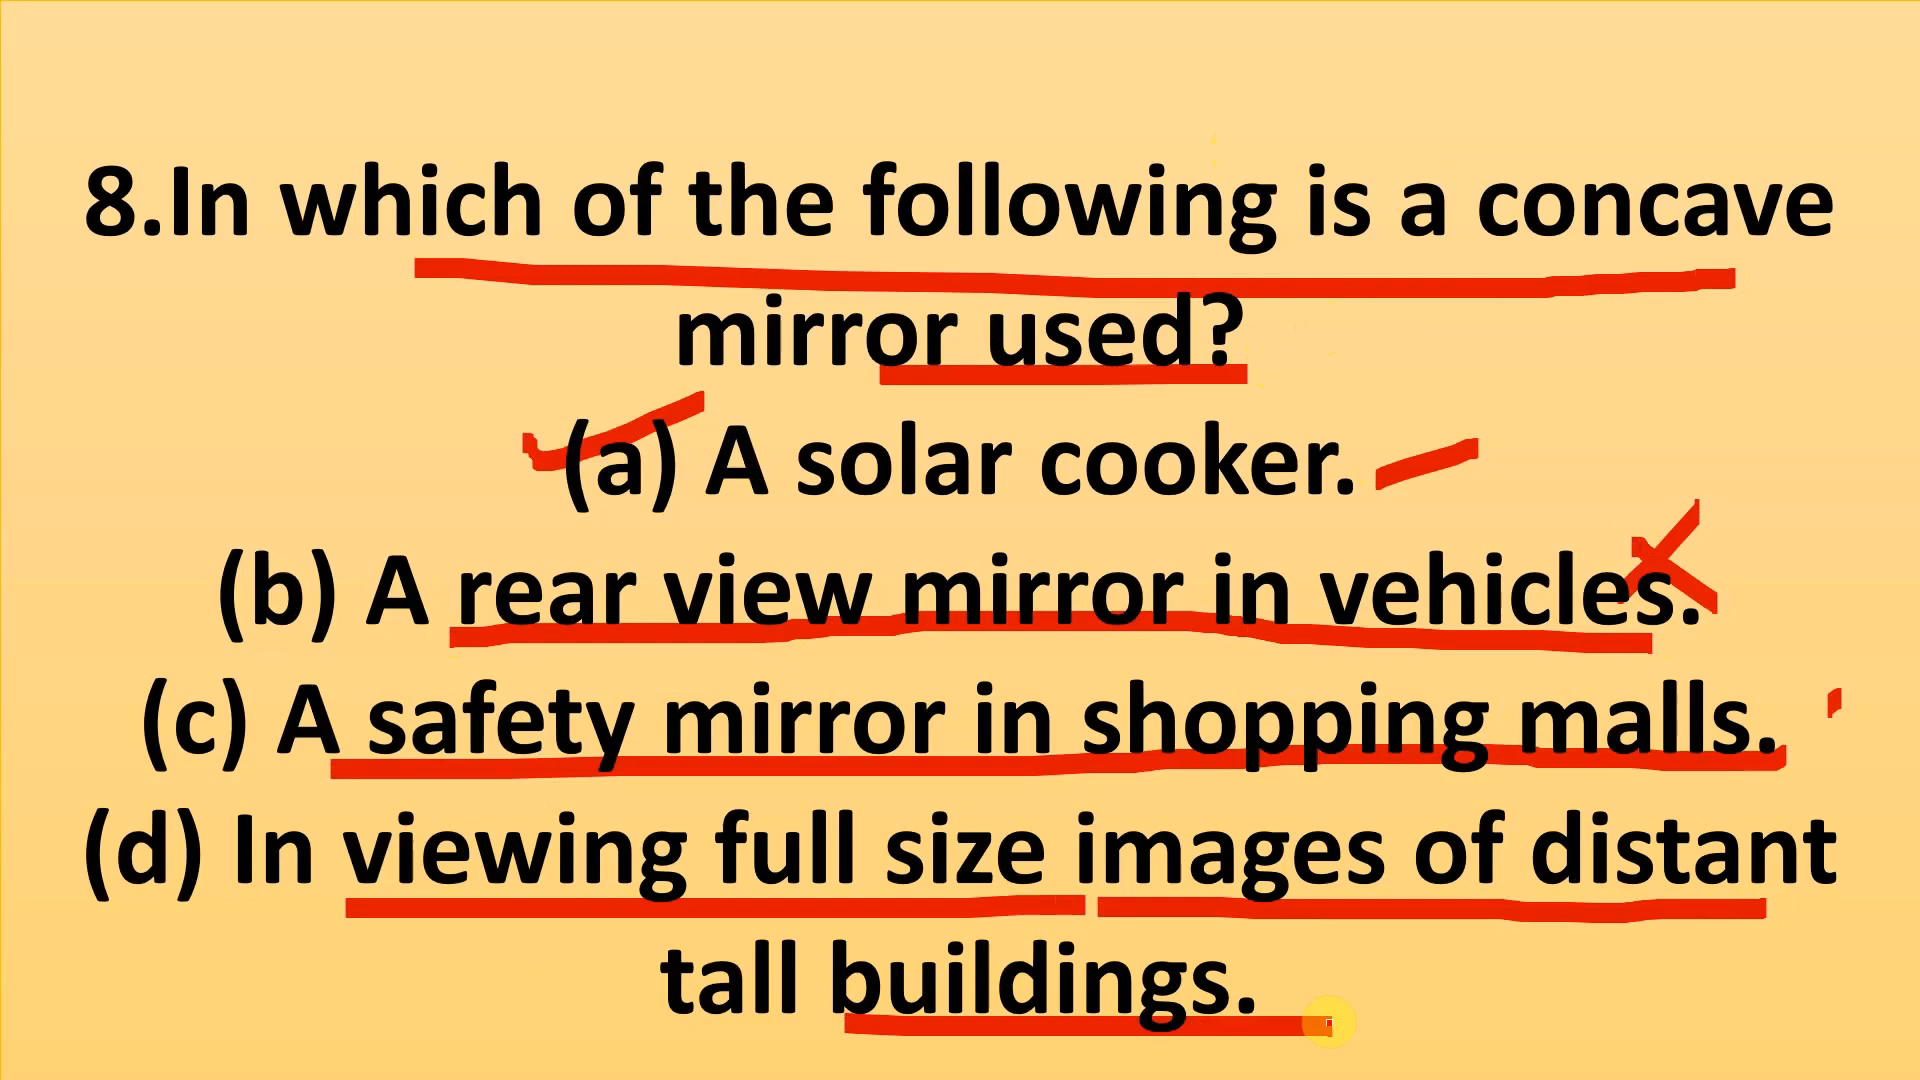 8.In which of the following is a concave
mirror used?
(a) A solar cooker.
(b) A rear view mirror in vehicles.
(c) A safety mirror in shopping malls.
(d) In viewing full size images of distant
tall buildings.